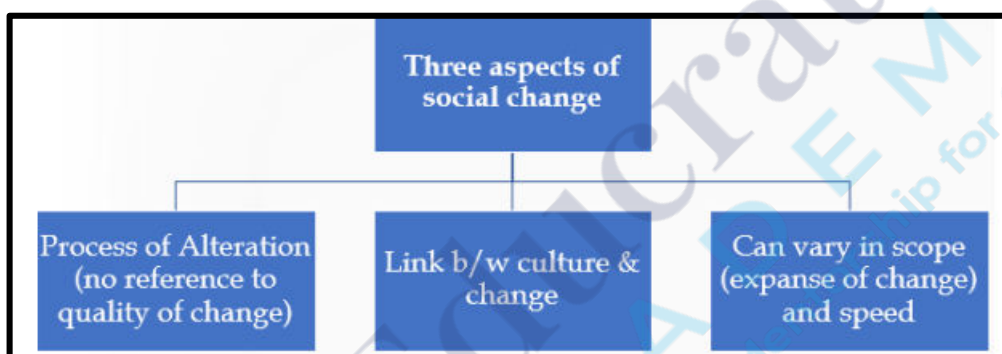 Three aspects of
social change
Process of Alteration
(no reference to
quality of change)
Link b/w culture &
change
Can vary in scope
(expanse of change)
and speed